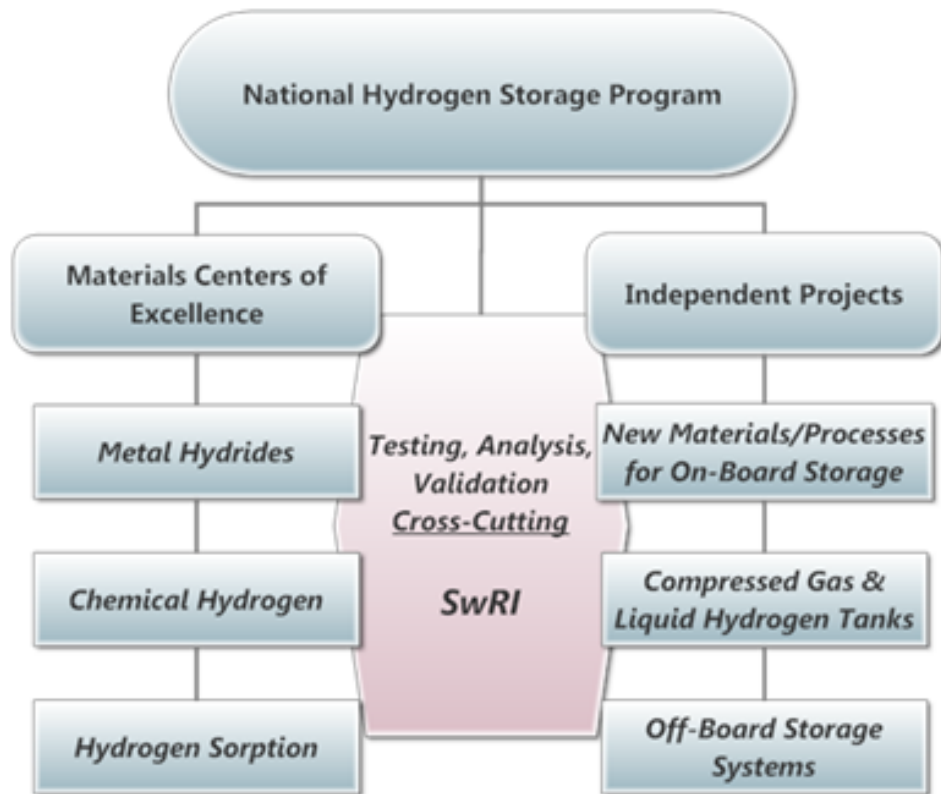 National Hydrogen Storage Program
Materials Centers of
Excellence
Independent Projects
Metal Hydrides
Chemical Hydrogen
Hydrogen Sorption
Testing, Analysis,
Validation
Cross-Cutting
SwRI
New Materials/Processes
for On-Board Storage
Compressed Gas &
Liquid Hydrogen Tanks
Off-Board Storage
Systems